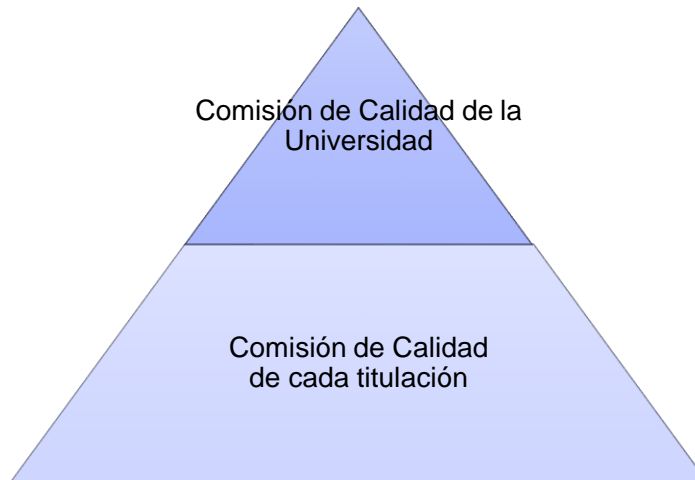 Comisión de Calidad de la
Universidad
Comisión de Calidad
de cada titulación